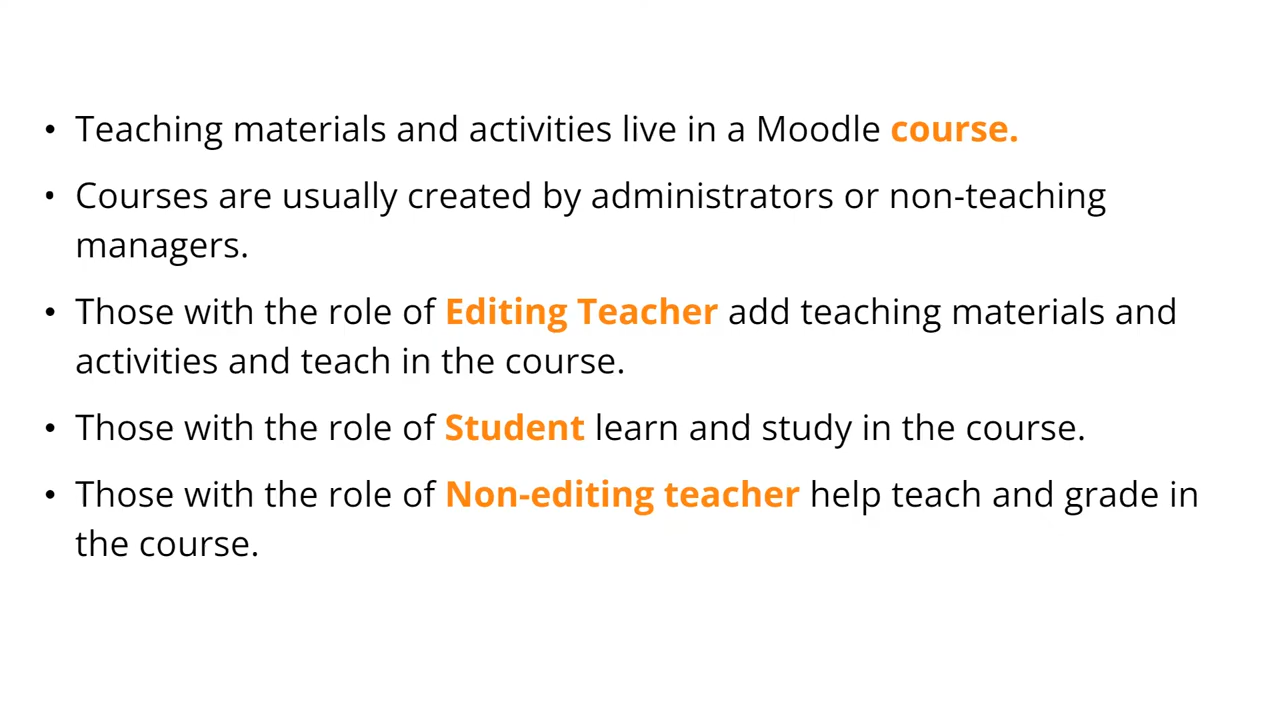 • Teaching materials and activities live in a Moodle course.
• Courses are usually created by administrators or non-teaching
managers.
• Those with the role of Editing Teacher add teaching materials and
activities and teach in the course.
• Those with the role of Student learn and study in the course.
• Those with the role of Non-editing teacher help teach and grade in
the course.